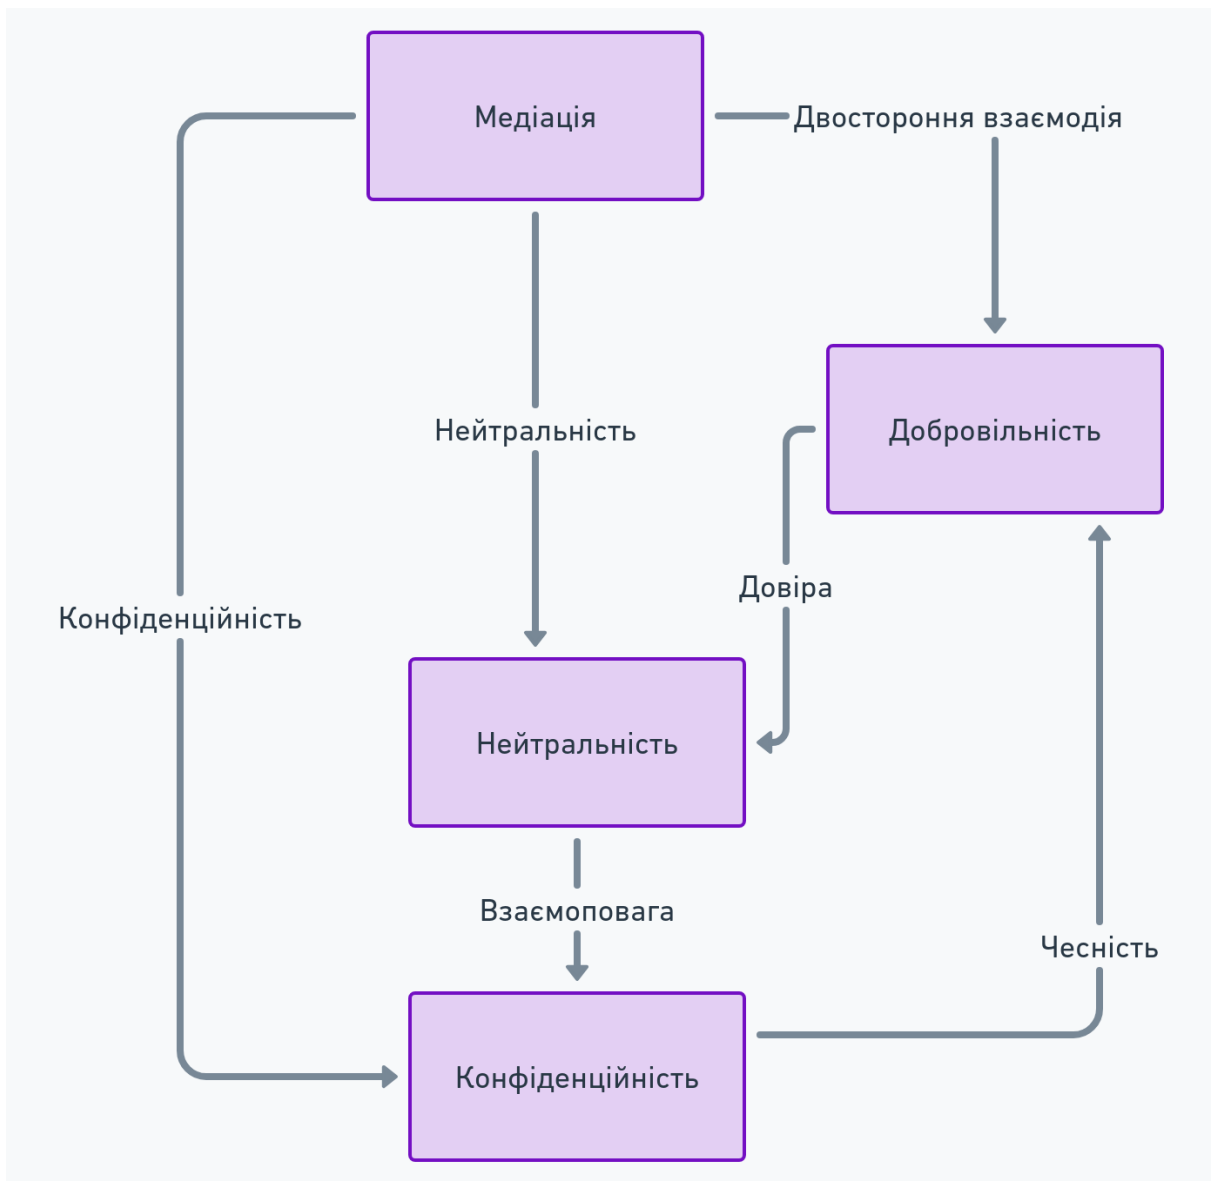 Медіація
Двостороння взаємодія
Нейтральність
Добровільність
Довіра
Конфіденційність
Нейтральність
Взаємоповага
Чесність
Конфіденційність